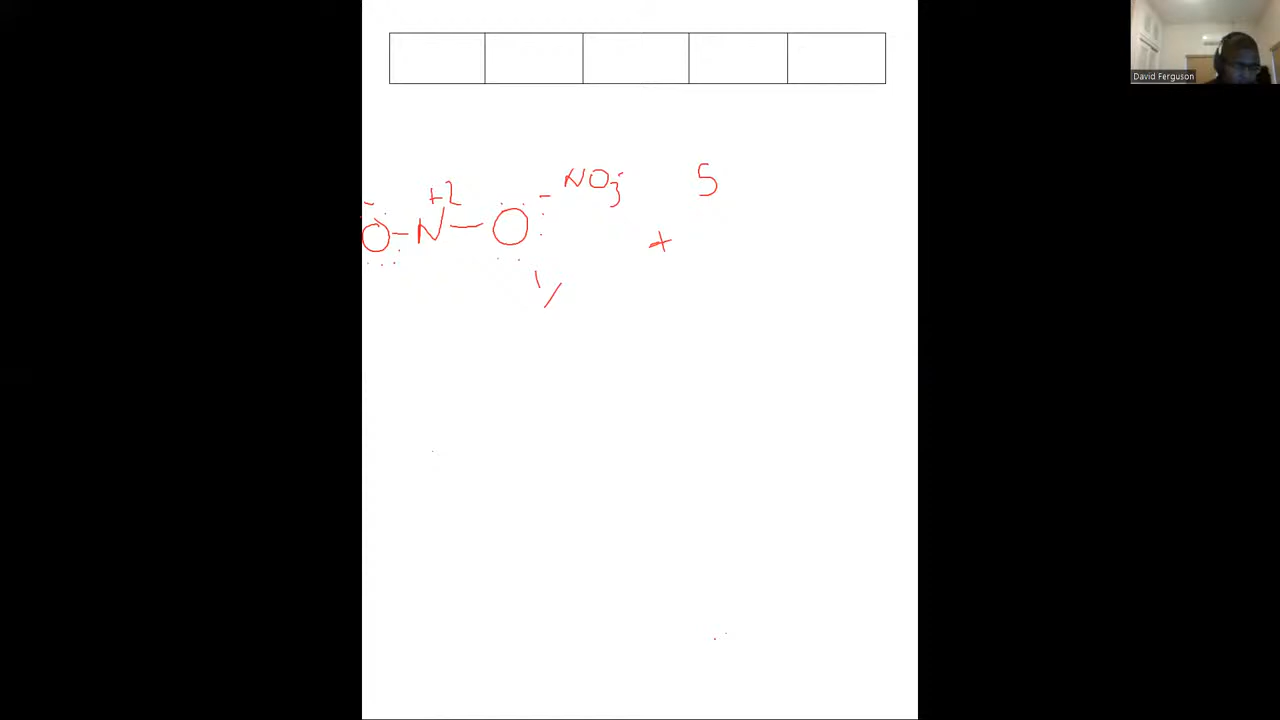 David Ferguson
NO3⁻ 5
+2
O - N - O
+